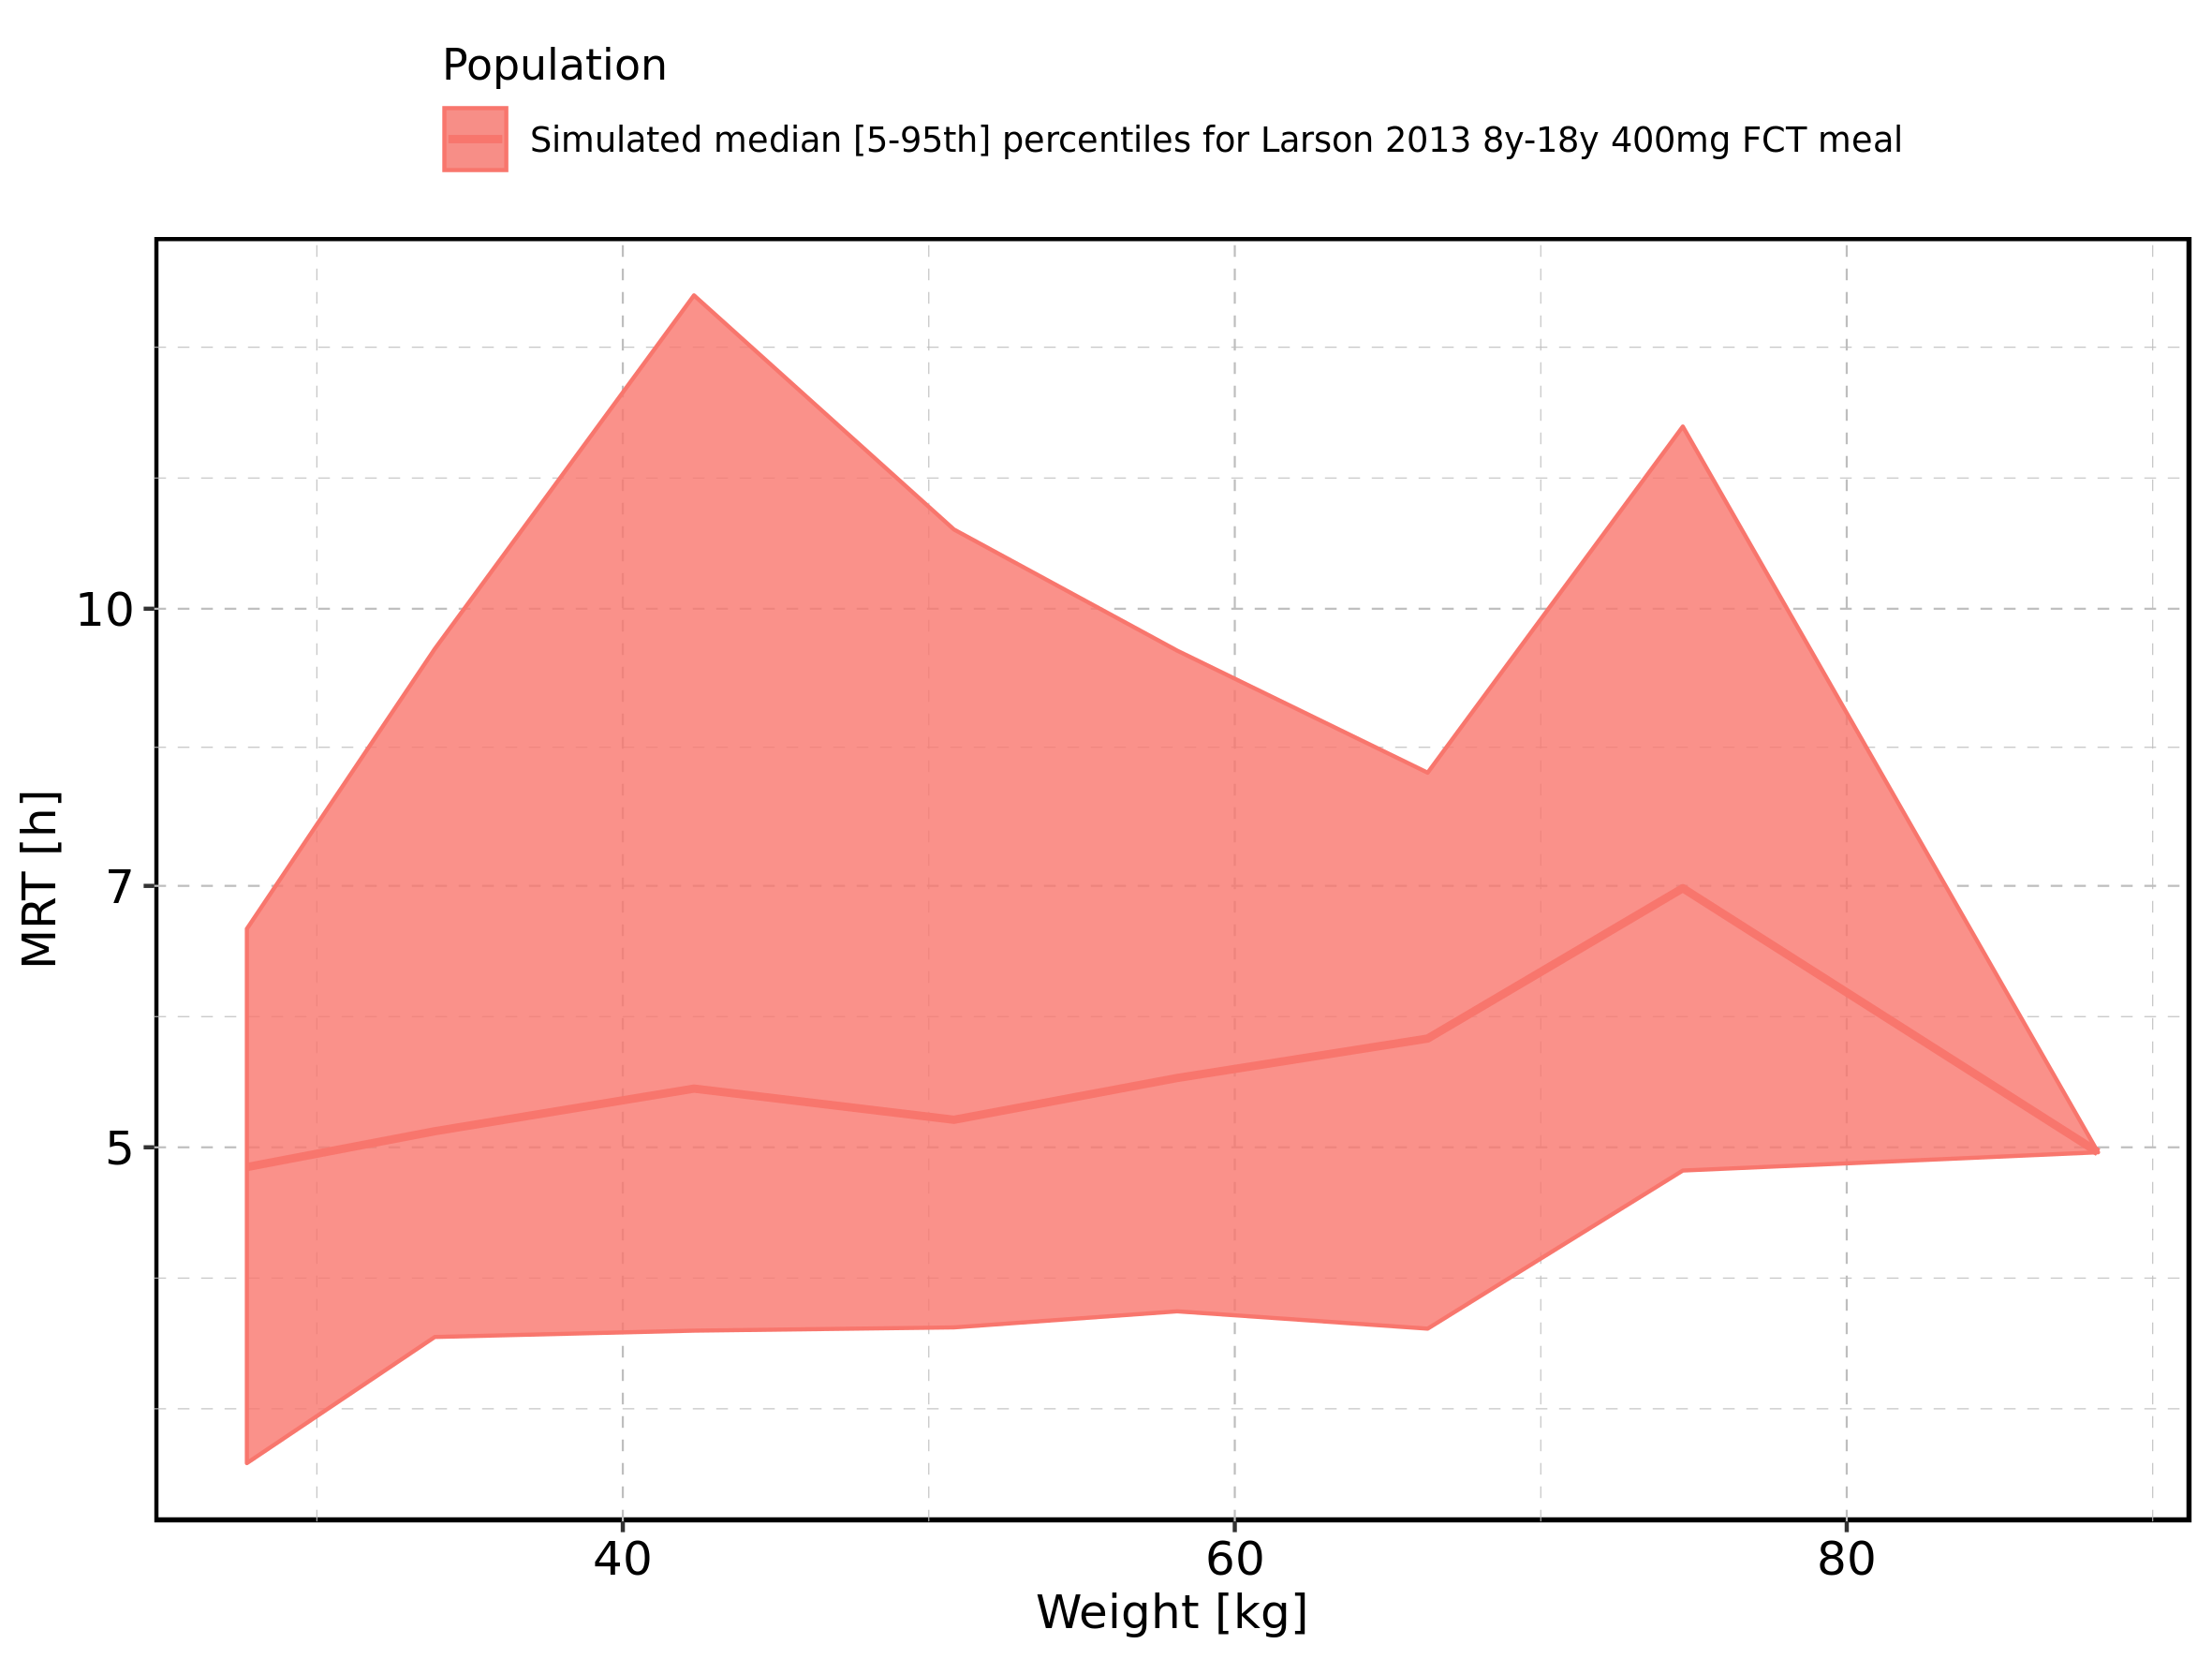 Population
Simulated median [5-95th] percentiles for Larson 2013 8y-18y 400mg FCT meal
10
7
5
MRT [h]
40 60 80
Weight [kg]